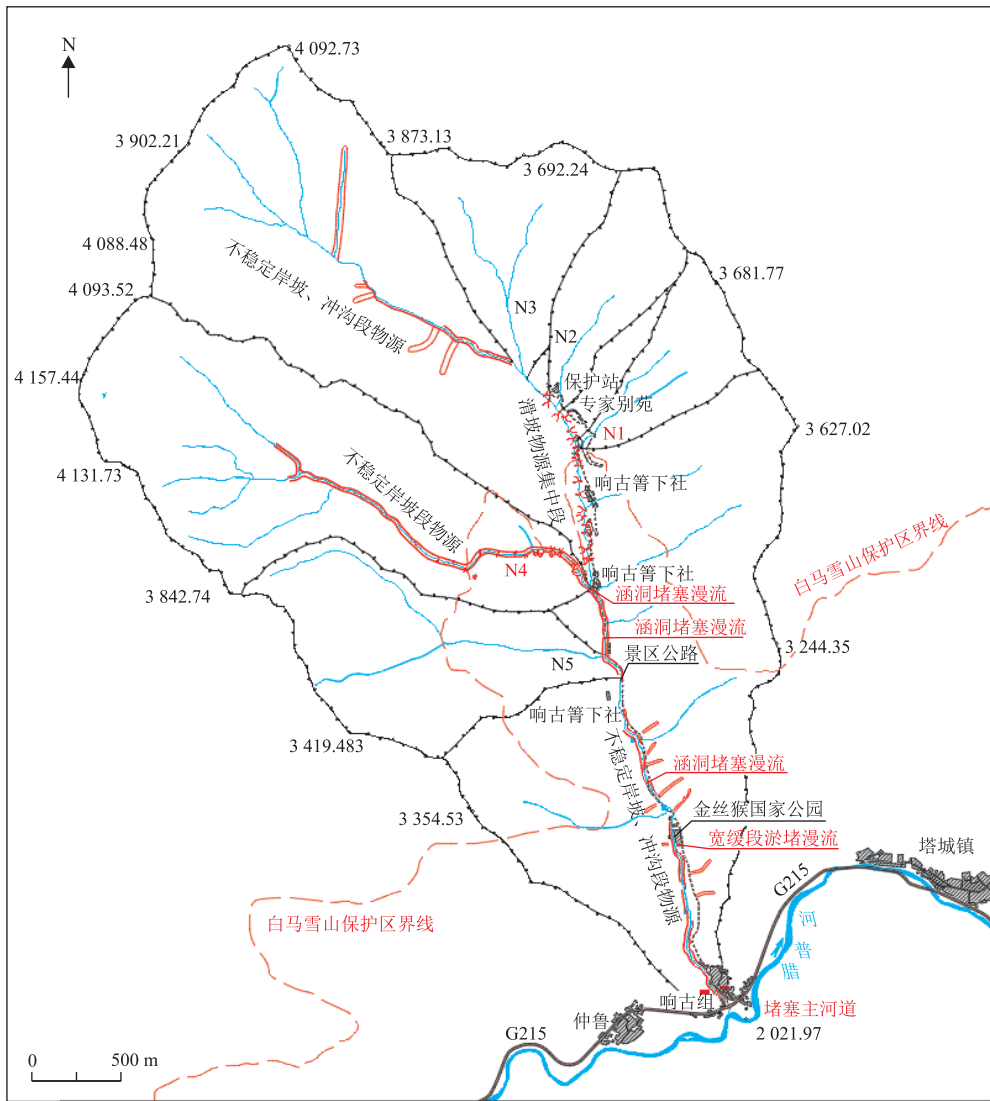 N
4 092.73
3 902.21
3 873.13
3 692.24
4 088.48
3 681.77
不稳定岸坡、冲沟段物源
4 093.52
N3
N2
保护站
4 157.44
专家别苑
滑坡物源集中段
N1
3 627.02
4 131.73
不稳定岸坡段物源
响古箐下社
N4
响古箐下社
白马雪山保护区界线
3 842.74
涵洞堵塞漫流
涵洞堵塞漫流
3 244.35
景区公路
N5
响古箐下社
3 419.483
不稳定岸坡、冲沟段物源
涵洞堵塞漫流
3 354.53
金丝猴国家公园
宽缓段淤堵漫流
塔城镇
G215
白马雪山保护区界线
腊普河
响古组
堵塞主河道
仲鲁
2 021.97
G215
0 500 m